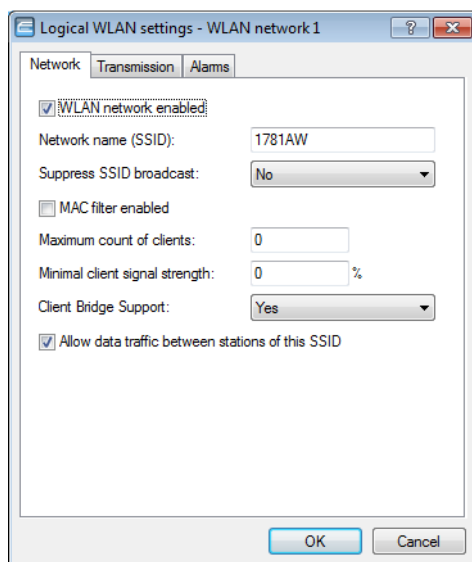 Logical WLAN settings - WLAN network 1
?
Network Transmission Alarms
WLAN network enabled
Network name (SSID): 1781AW
Suppress SSID broadcast: No
MAC filter enabled
Maximum count of clients: 0
Minimal client signal strength: 0 %
Client Bridge Support: Yes
Allow data traffic between stations of this SSID
OK Cancel